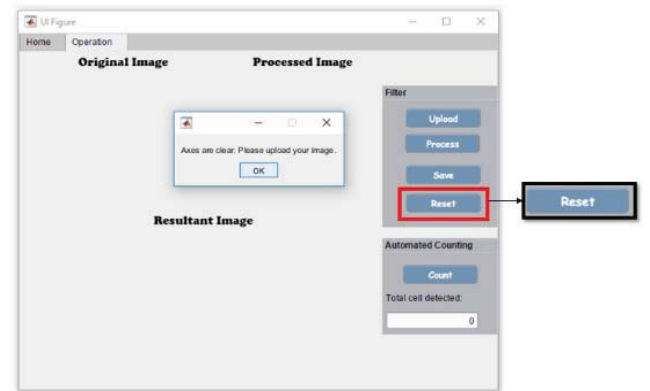 UI Figure
Home Operation
Original Image Processed Image
Filter
Upload
Process
Save
Reset
Reset
Axes are clear. Please upload your image.
OK
Resultant Image
Automated Counting
Count
Total cell detected:
0